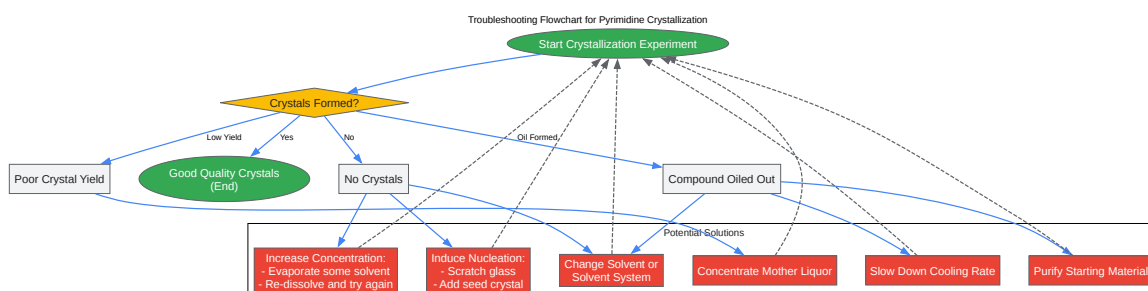 Troubleshooting Flowchart for Pyrimidine Crystallization
Start Crystallization Experiment
Crystals Formed?
Low Yield
Yes
No
Oil Formed
Poor Crystal Yield
Good Quality Crystals
(End)
No Crystals
Compound Oiled Out
Potential Solutions
Increase Concentration:
- Evaporate some solvent
- Re-dissolve and try again
Induce Nucleation:
- Scratch glass
- Add seed crystal
Change Solvent or
Solvent System
Concentrate Mother Liquor
Slow Down Cooling Rate
Purify Starting Material